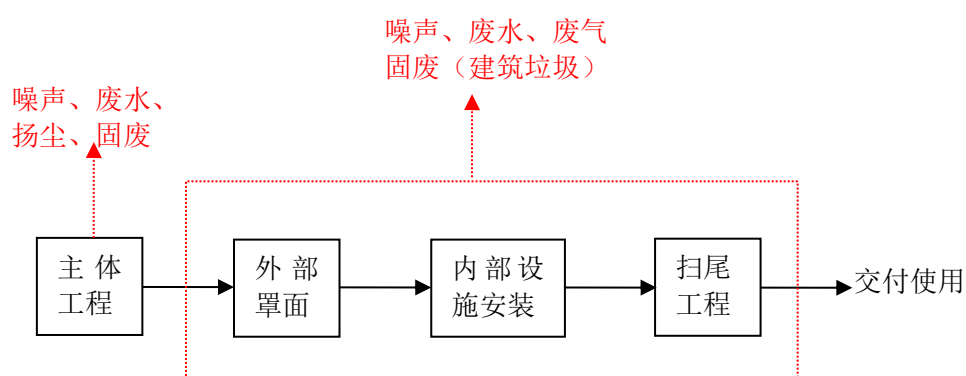 噪声、废水、废气
固废（建筑垃圾）
噪声、废水、
扬尘、固废
主体
工程
外部
罩面
内部设
施安装
扫尾
工程
交付使用